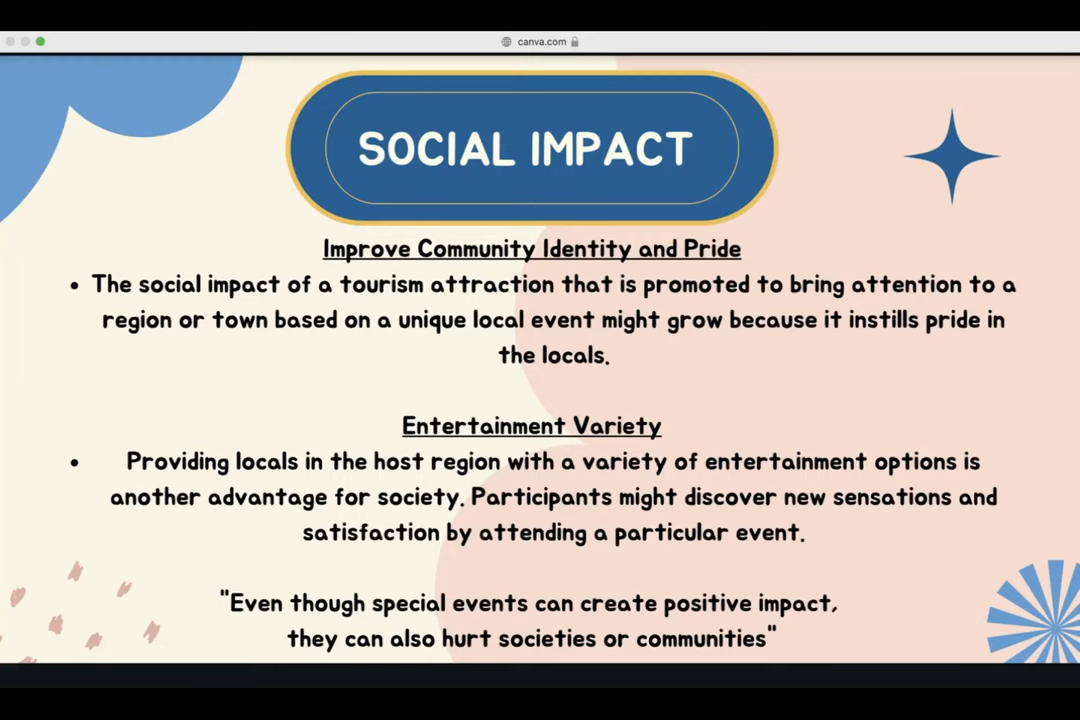 canva.com
SOCIAL IMPACT
Improve Community Identity and Pride
• The social impact of a tourism attraction that is promoted to bring attention to a
region or town based on a unique local event might grow because it instills pride in
the locals.
Entertainment Variety
• Providing locals in the host region with a variety of entertainment options is
another advantage for society. Participants might discover new sensations and
satisfaction by attending a particular event.
"Even though special events can create positive impact,
they can also hurt societies or communities"